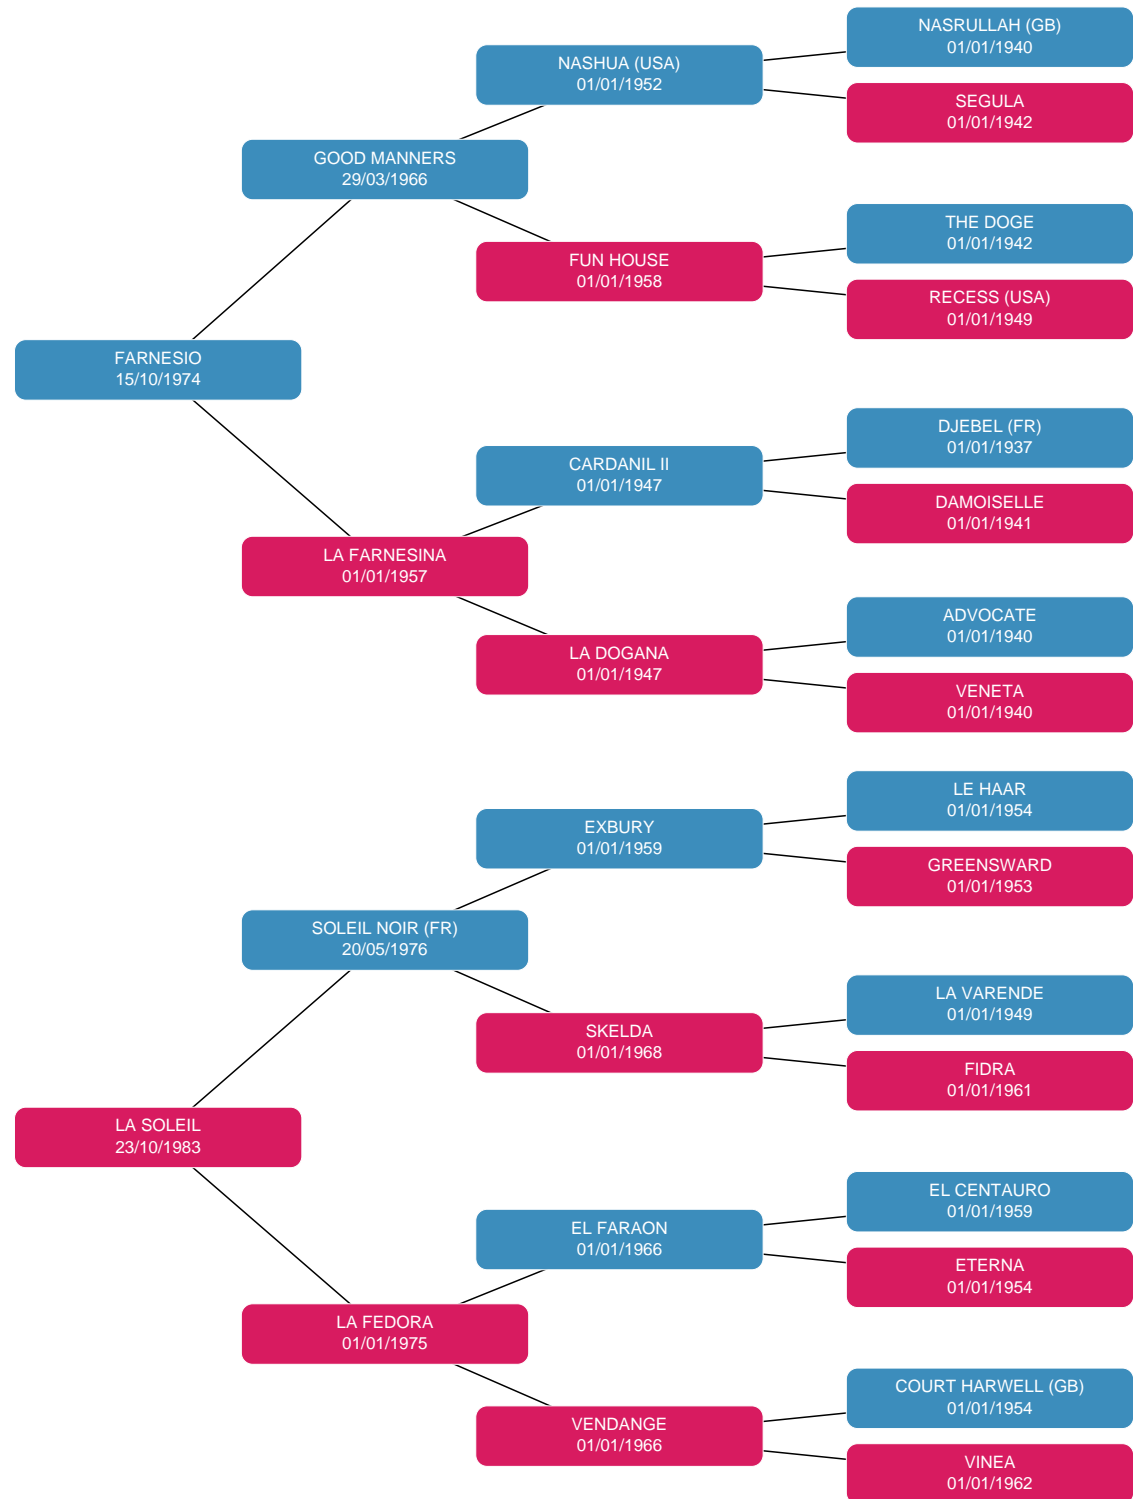 NASRULLAH (GB)
01/01/1940
NASHUA (USA)
01/01/1952
SEGULA
01/01/1942
GOOD MANNERS
29/03/1966
THE DOGE
01/01/1942
FUN HOUSE
01/01/1958
RECESS (USA)
01/01/1949
FARNESIO
15/10/1974
DJEBEL (FR)
01/01/1937
CARDANIL II
01/01/1947
DAMOISELLE
01/01/1941
LA FARNESINA
01/01/1957
ADVOCATE
01/01/1940
LA DOGANA
01/01/1947
VENETA
01/01/1940
LE HAAR
01/01/1954
EXBURY
01/01/1959
GREENSWARD
01/01/1953
SOLEIL NOIR (FR)
20/05/1976
LA VARENDE
01/01/1949
SKELDA
01/01/1968
FIDRA
01/01/1961
LA SOLEIL
23/10/1983
EL CENTAURO
01/01/1959
EL FARAON
01/01/1966
ETERNA
01/01/1954
LA FEDORA
01/01/1975
COURT HARWELL (GB)
01/01/1954
VENDANGE
01/01/1966
VINEA
01/01/1962